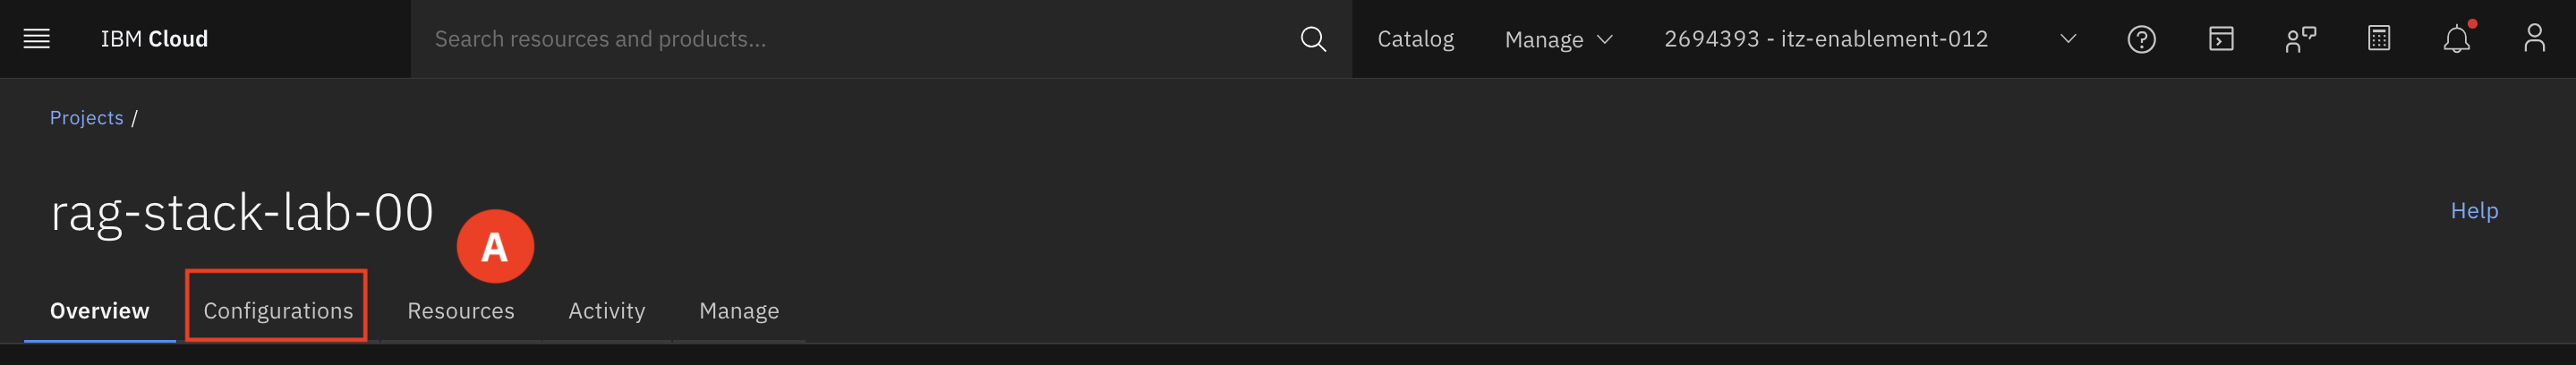 IBM Cloud Search resources and products... Catalog Manage 2694393 - itz-enablement-012
Projects /
rag-stack-lab-00 Help
A
Overview Configurations Resources Activity Manage